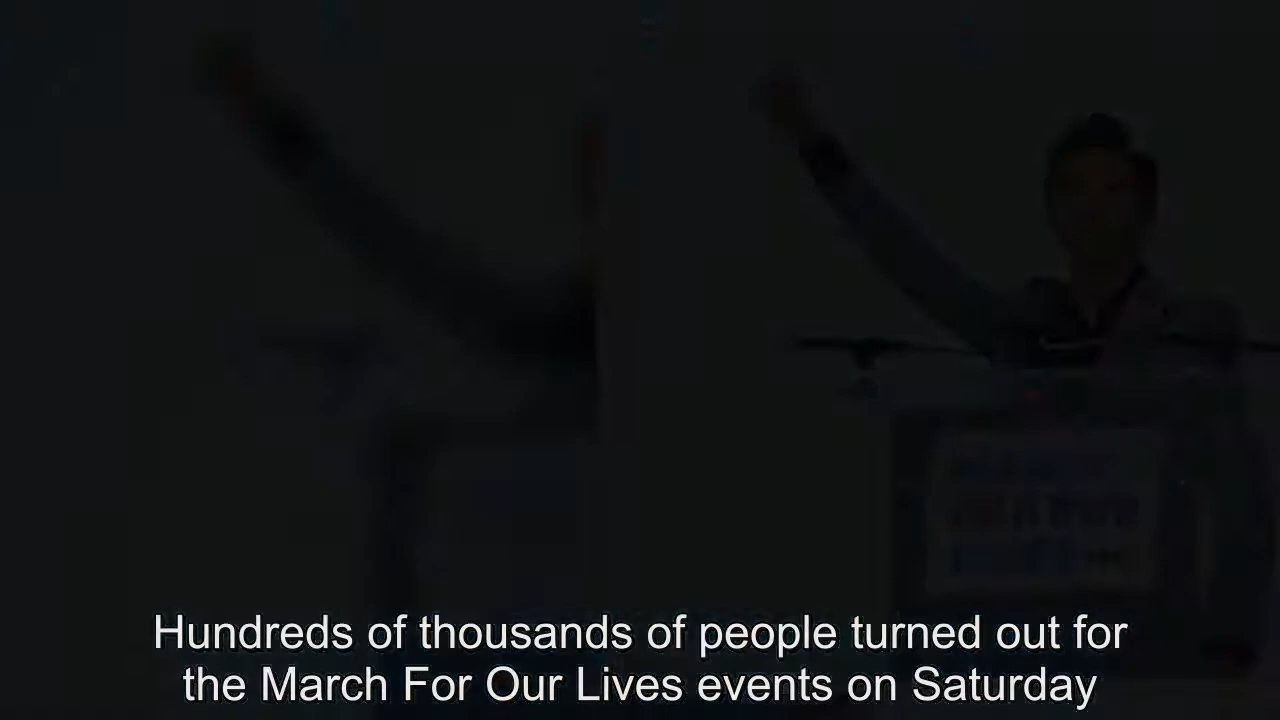 Hundreds of thousands of people turned out for
the March For Our Lives events on Saturday